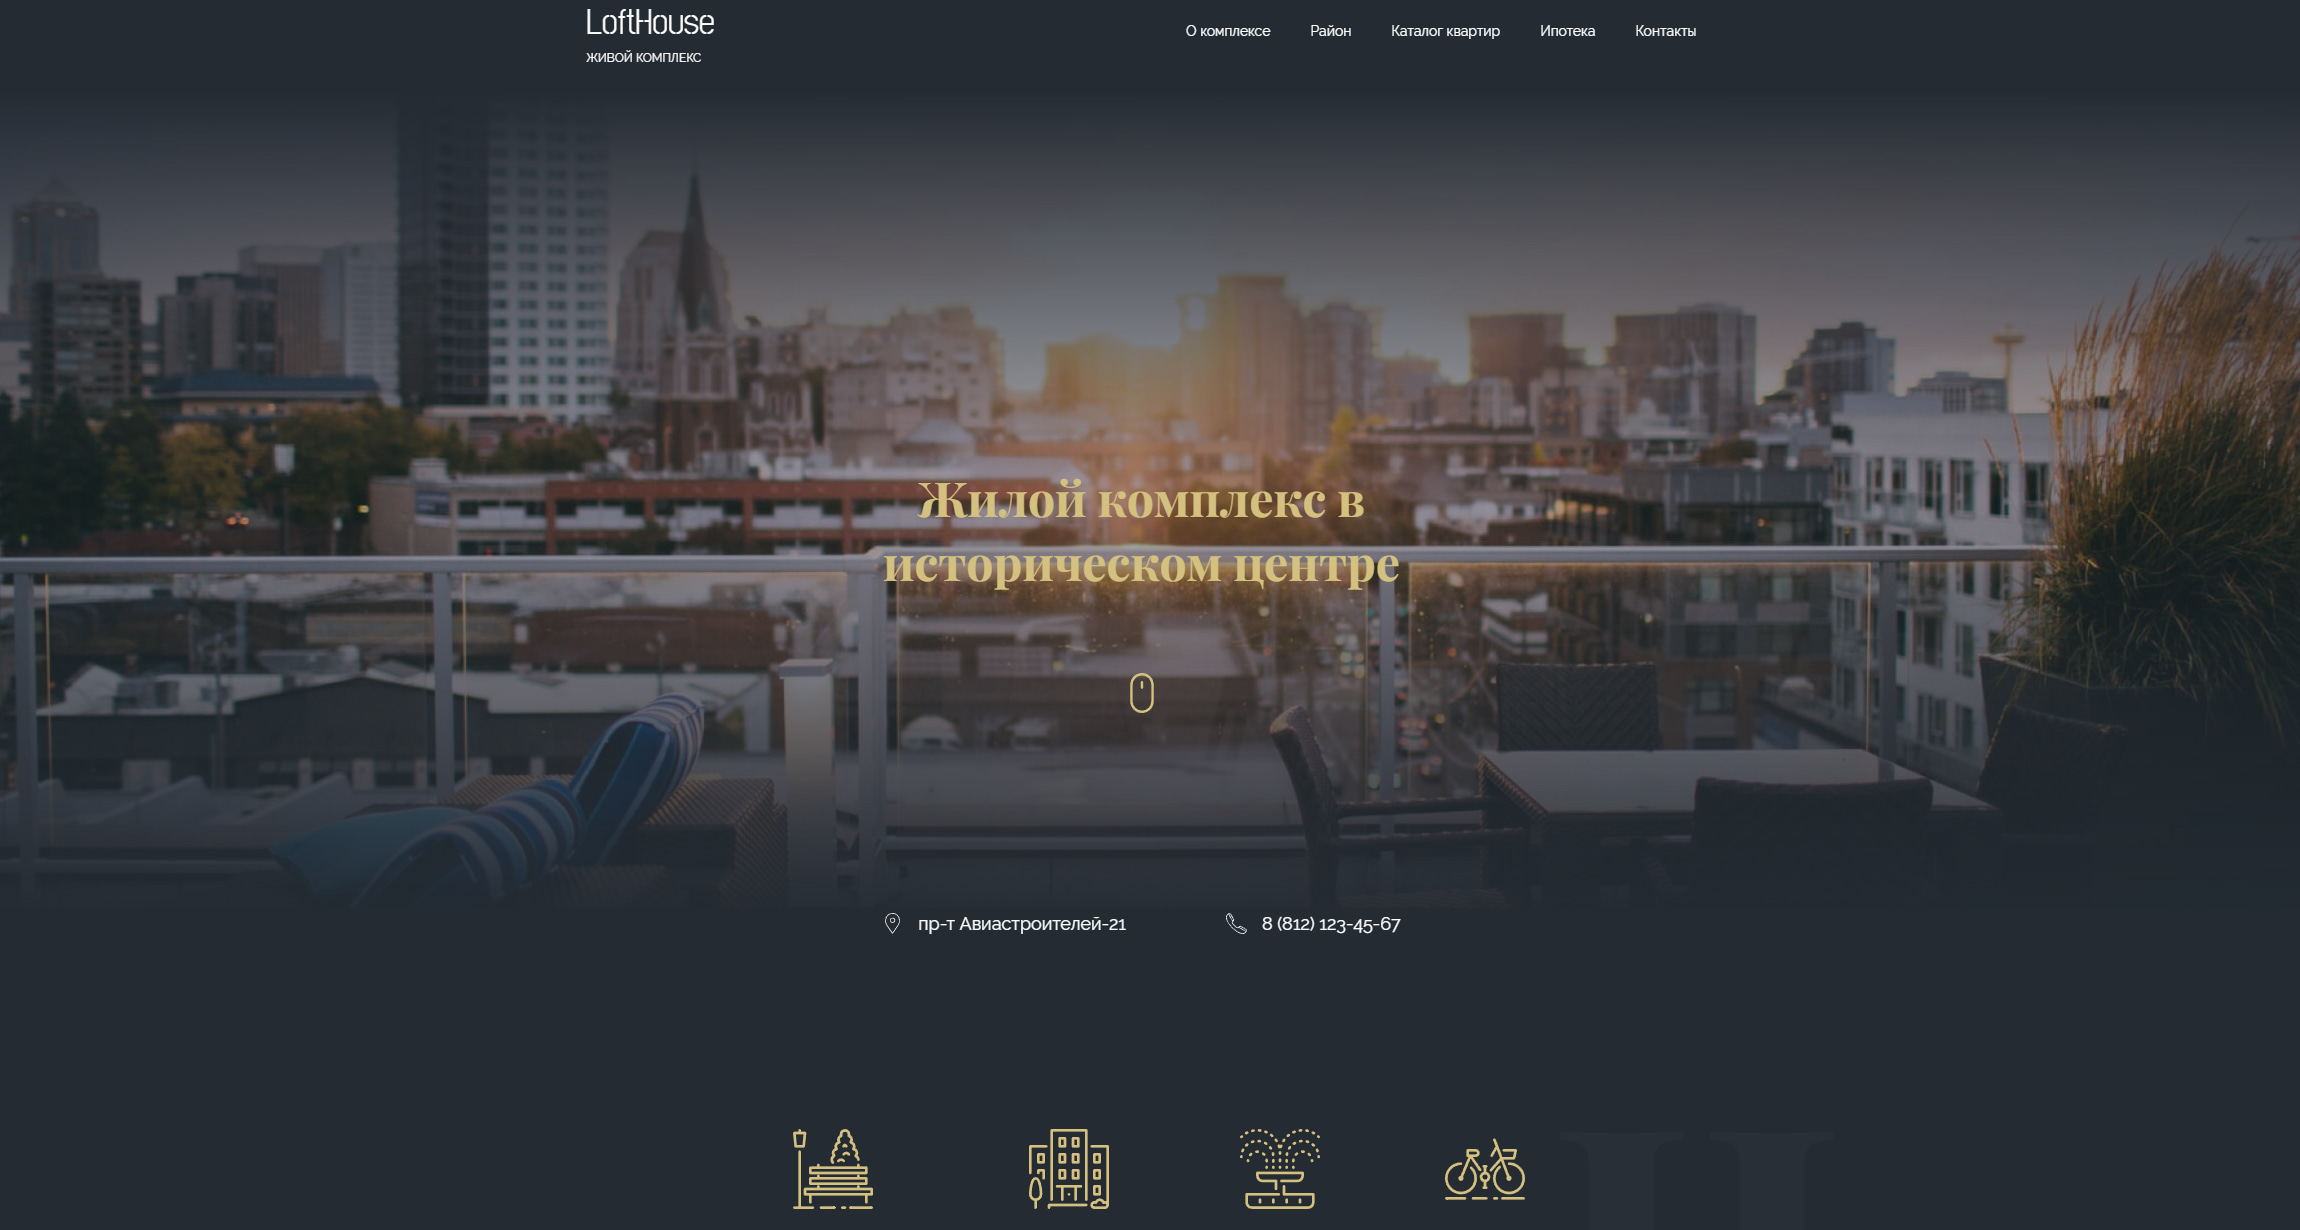 LoftHouse
ЖИВОЙ КОМПЛЕКС
О комплексе Район Каталог квартир Ипотека Контакты
Жилой комплекс в
историческом центре
пр-т Авиастроителей-21
8 (812) 123-45-67